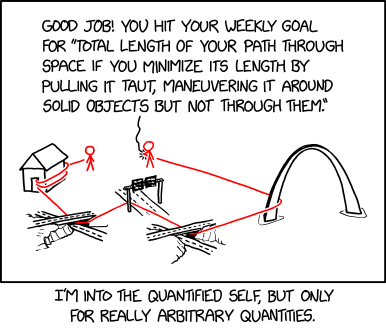 GOOD JOB! YOU HIT YOUR WEEKLY GOAL
FOR "TOTAL LENGTH OF YOUR PATH THROUGH
SPACE IF YOU MINIMIZE ITS LENGTH BY
PULLING IT TAUT, MANEUVERING IT AROUND
SOLID OBJECTS BUT NOT THROUGH THEM."
I'M INTO THE QUANTIFIED SELF, BUT ONLY
FOR REALLY ARBITRARY QUANTITIES.